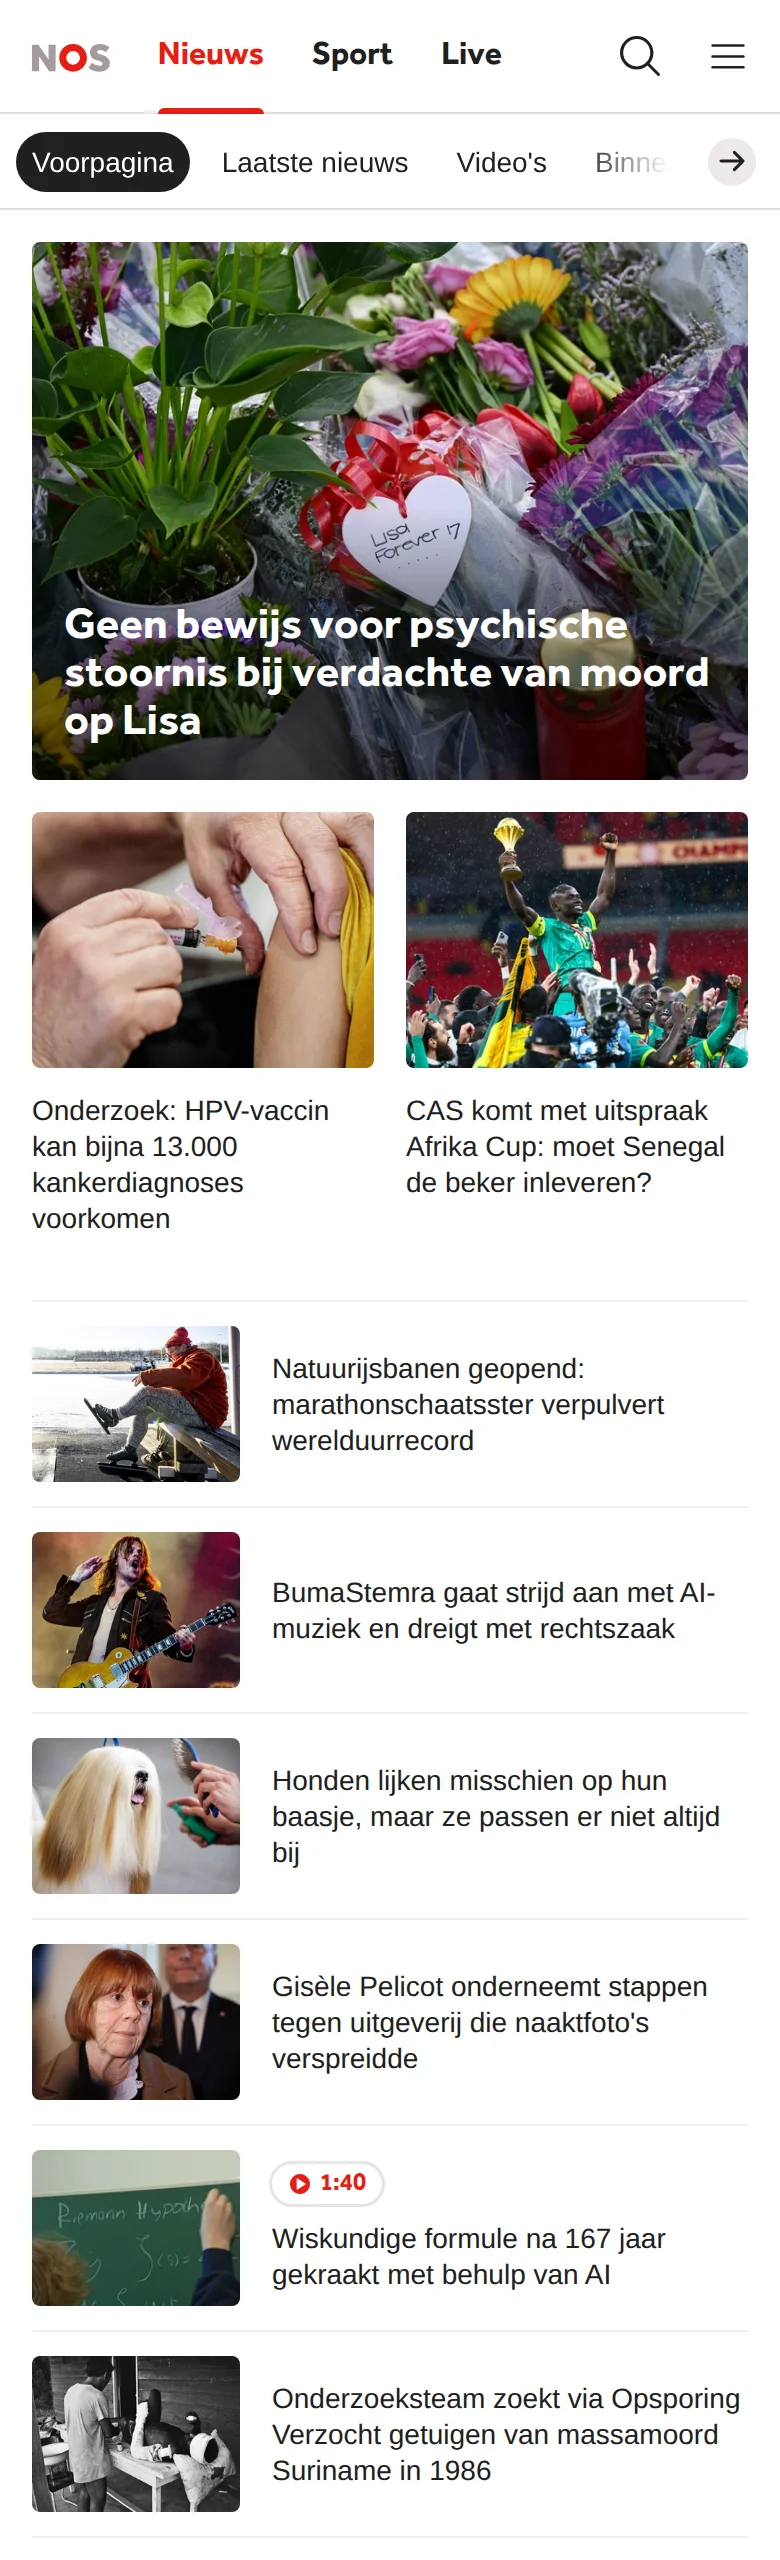 NOS Nieuws Sport Live
Voorpagina Laatste nieuws Video's Binne
Lisa
Forever 17
Geen bewijs voor psychische
stoornis bij verdachte van moord
op Lisa
CHAMP
Onderzoek: HPV-vaccin
kan bijna 13.000
kankerdiagnoses
voorkomen
CAS komt met uitspraak
Afrika Cup: moet Senegal
de beker inleveren?
Natuurijsbanen geopend:
marathonschaatsster verpulvert
werelduurrecord
BumaStemra gaat strijd aan met AI-
muziek en dreigt met rechtszaak
Honden lijken misschien op hun
baasje, maar ze passen er niet altijd
bij
Gisèle Pelicot onderneemt stappen
tegen uitgeverij die naaktfoto's
verspreidde
Riemann Hypothe
ζ(s)=
1:40
Wiskundige formule na 167 jaar
gekraakt met behulp van AI
Onderzoeksteam zoekt via Opsporing
Verzocht getuigen van massamoord
Suriname in 1986